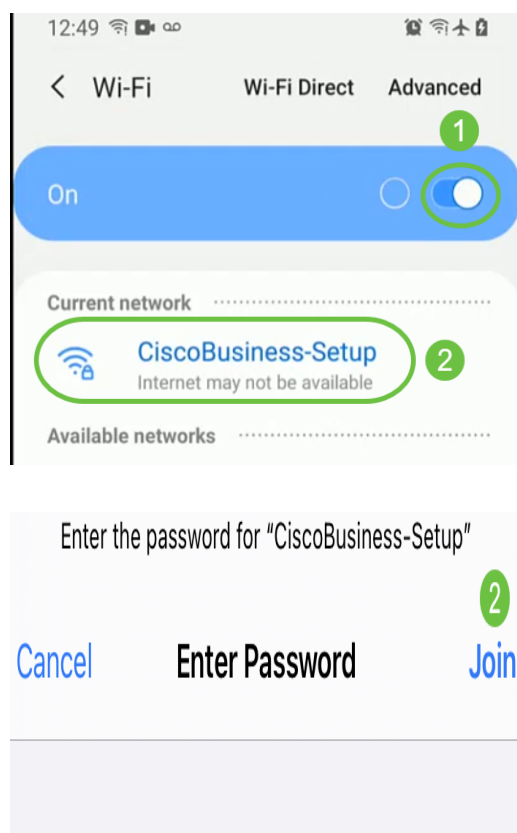 12:49
Wi-Fi Wi-Fi Direct Advanced
1
On
Current network
CiscoBusiness-Setup
2
Internet may not be available
Available networks
Enter the password for “CiscoBusiness-Setup”
2
Cancel Enter Password Join